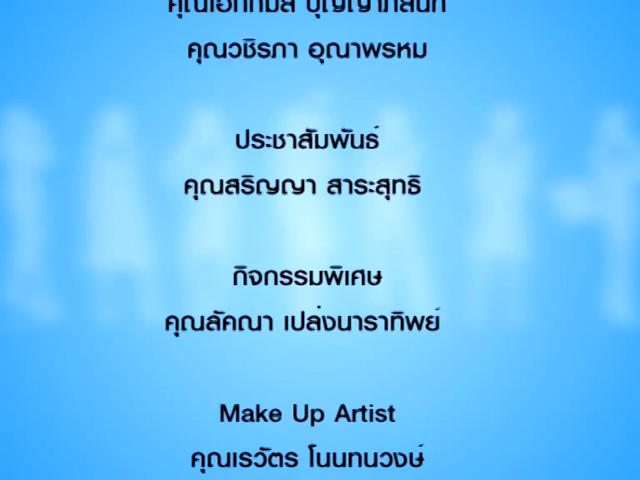 คุณวชิรภา อุณาพรหม
ประชาสัมพันธ์
คุณสริญญา สาระสุทธิ
กิจกรรมพิเศษ
คุณลัคณา เปล่งนาราทิพย์
Make Up Artist
คุณเรวัตร โนนทนวงษ์